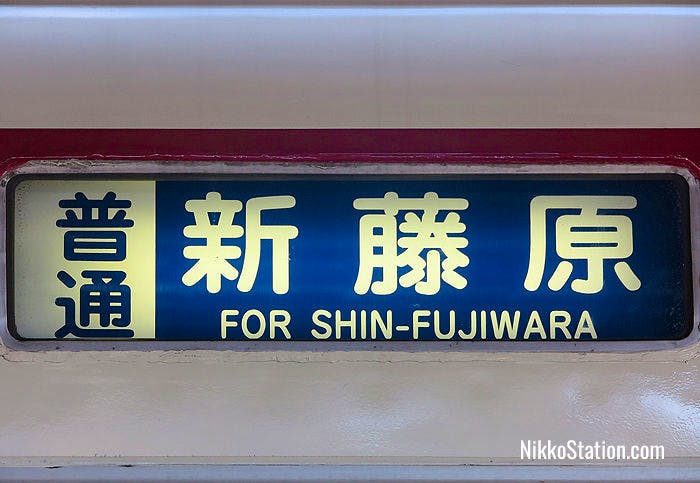 普通
新藤原
FOR SHIN-FUJIWARA
NikkoStation.com